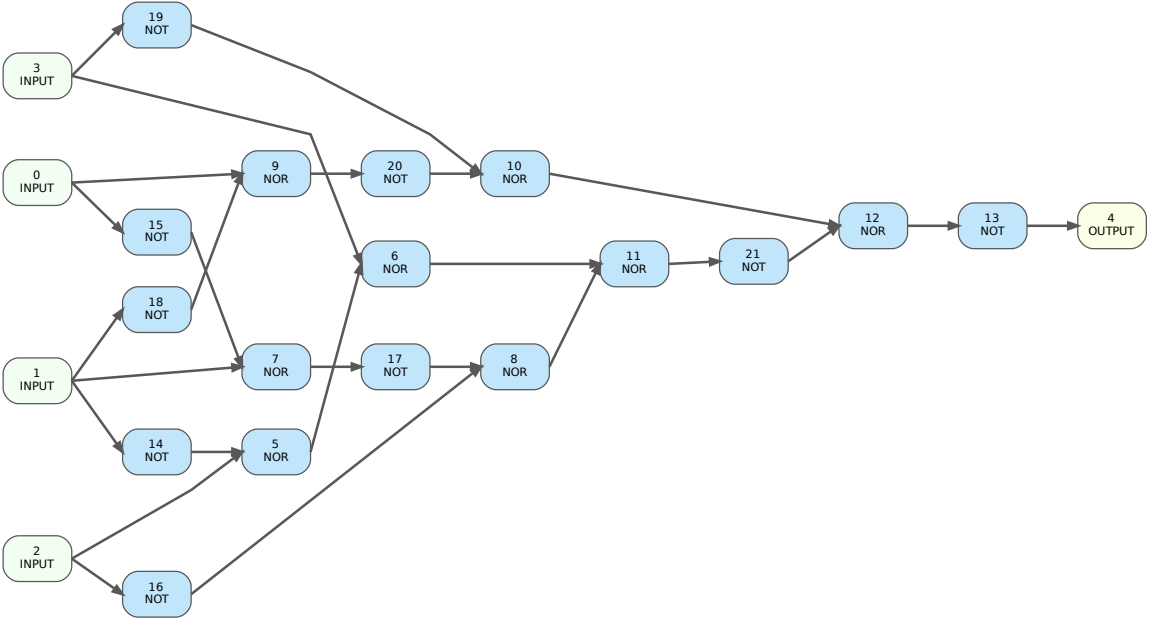 19
NOT
3
INPUT
0
INPUT
9
NOR
20
NOT
10
NOR
15
NOT
12
NOR
13
NOT
4
OUTPUT
6
NOR
11
NOR
21
NOT
18
NOT
1
INPUT
7
NOR
17
NOT
8
NOR
14
NOT
5
NOR
2
INPUT
16
NOT